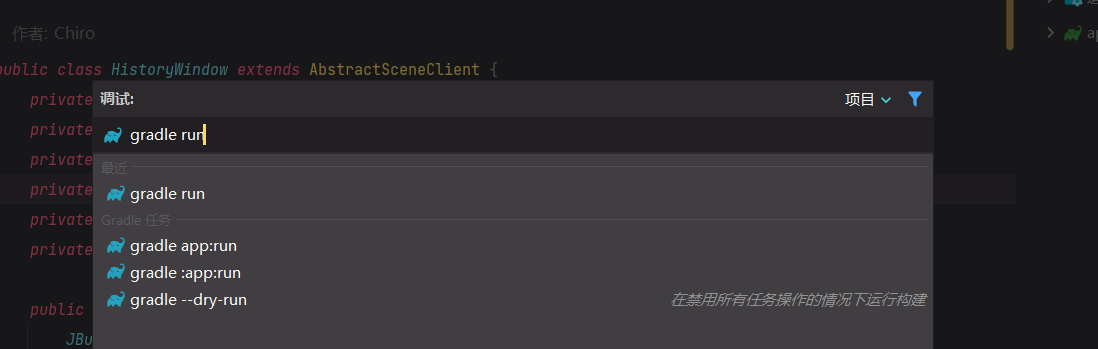 作者: Chiro
public class HistoryWindow extends AbstractSceneClient {
private
调试:
项目
private
gradle run
private
最近
private
gradle run
private
Gradle 任务
private
gradle app:run
gradle :app:run
gradle --dry-run
在禁用所有任务操作的情况下运行构建
public
JBu